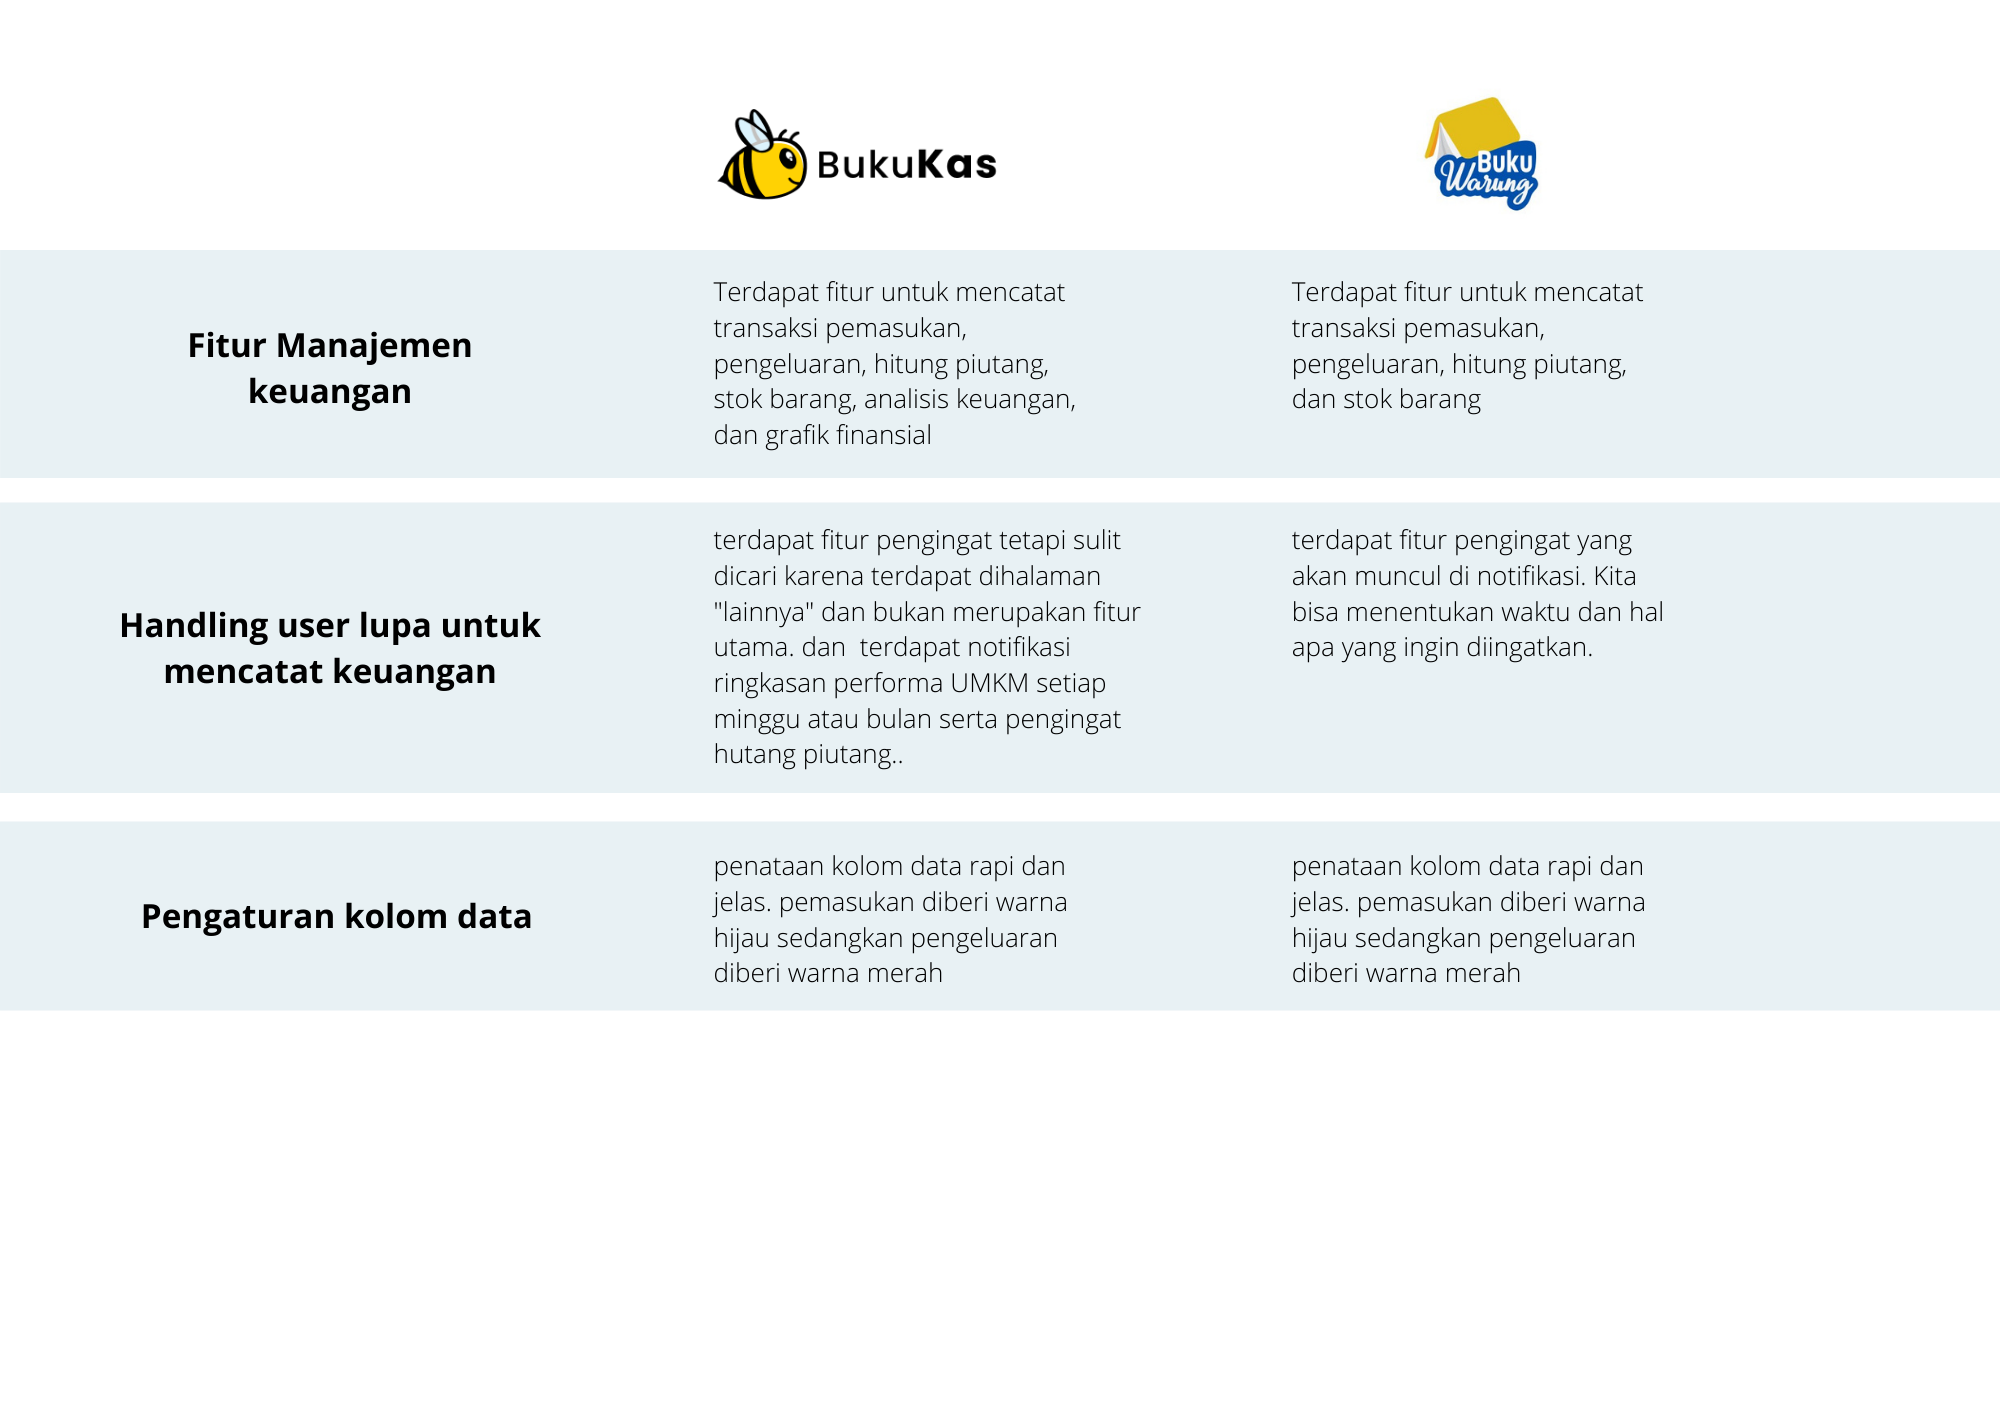 BukuKas
Buku
Warung
Fitur Manajemen
keuangan
Terdapat fitur untuk mencatat
transaksi pemasukan,
pengeluaran, hitung piutang,
stok barang, analisis keuangan,
dan grafik finansial
Terdapat fitur untuk mencatat
transaksi pemasukan,
pengeluaran, hitung piutang,
dan stok barang
Handling user lupa untuk
mencatat keuangan
terdapat fitur pengingat tetapi sulit
dicari karena terdapat dihalaman
"lainnya" dan bukan merupakan fitur
utama. dan  terdapat notifikasi
ringkasan performa UMKM setiap
minggu atau bulan serta pengingat
hutang piutang..
terdapat fitur pengingat yang
akan muncul di notifikasi. Kita
bisa menentukan waktu dan hal
apa yang ingin diingatkan.
Pengaturan kolom data
penataan kolom data rapi dan
jelas. pemasukan diberi warna
hijau sedangkan pengeluaran
diberi warna merah
penataan kolom data rapi dan
jelas. pemasukan diberi warna
hijau sedangkan pengeluaran
diberi warna merah